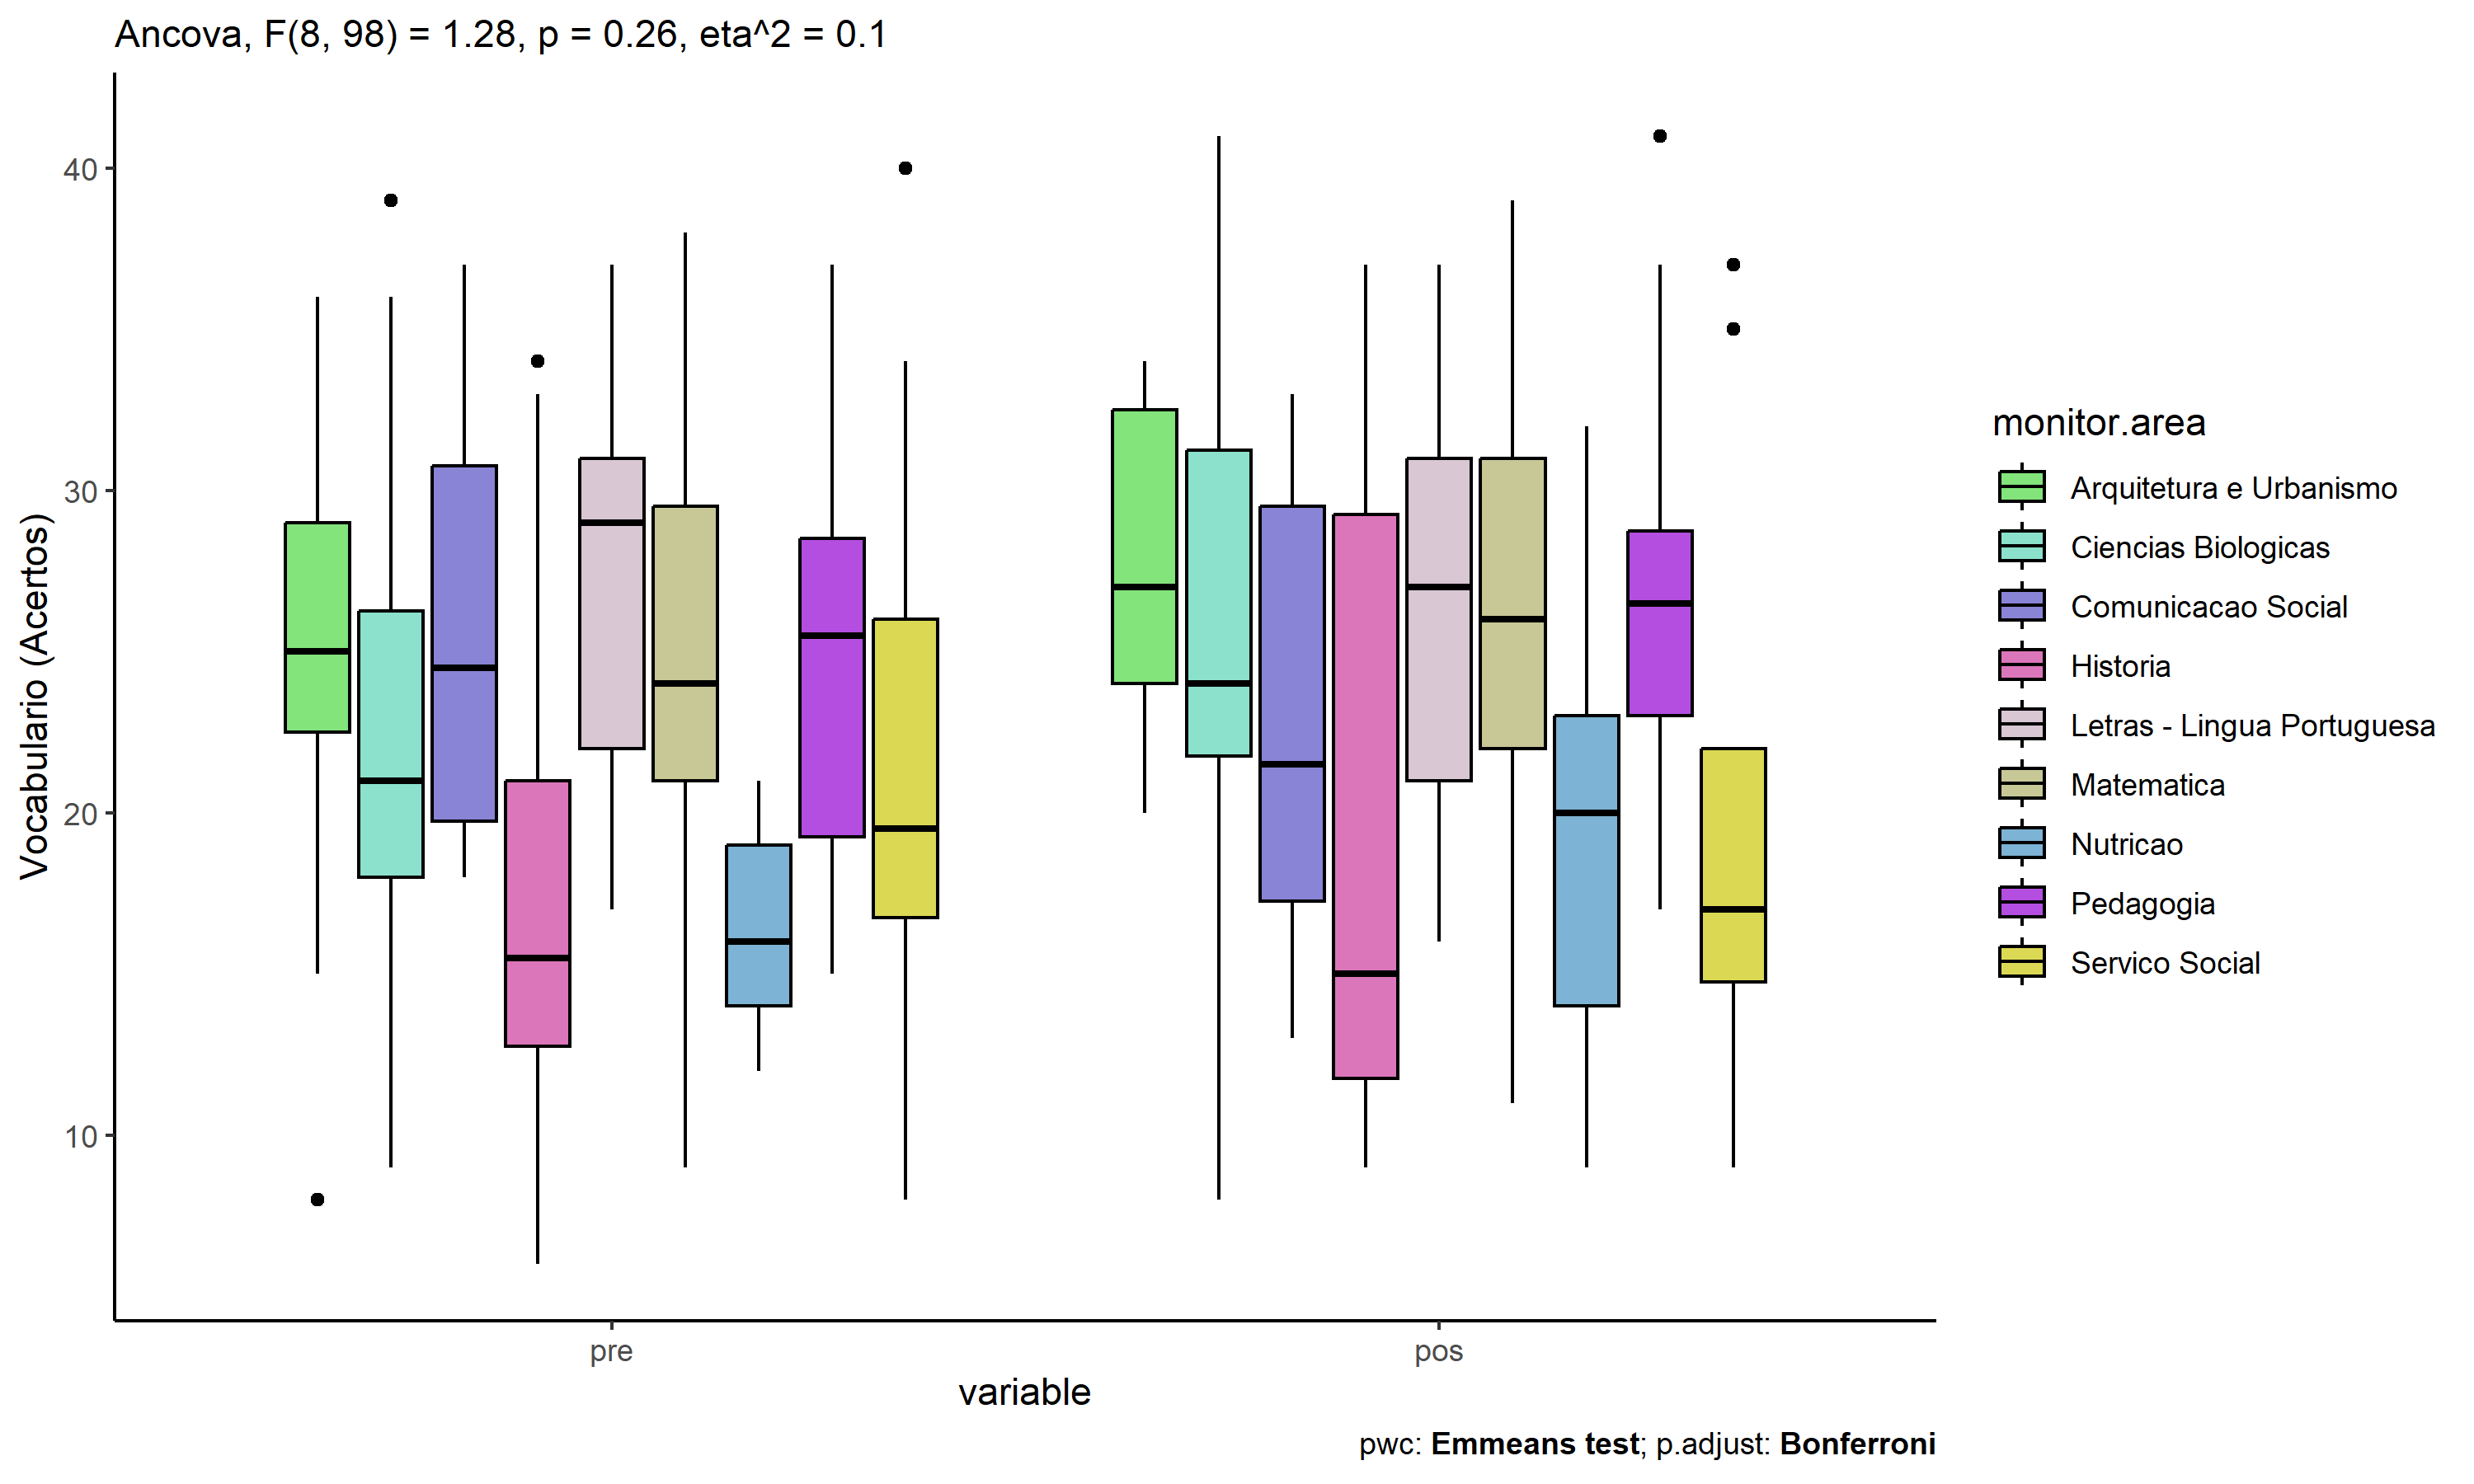 Ancova, F(8, 98) = 1.28, p = 0.26, eta^2 = 0.1
Vocabulario (Acertos)
40
30
20
10
pre
pos
variable
monitor.area
Arquitetura e Urbanismo
Ciencias Biologicas
Comunicacao Social
Historia
Letras - Lingua Portuguesa
Matematica
Nutricao
Pedagogia
Servico Social
pwc: Emmeans test; p.adjust: Bonferroni